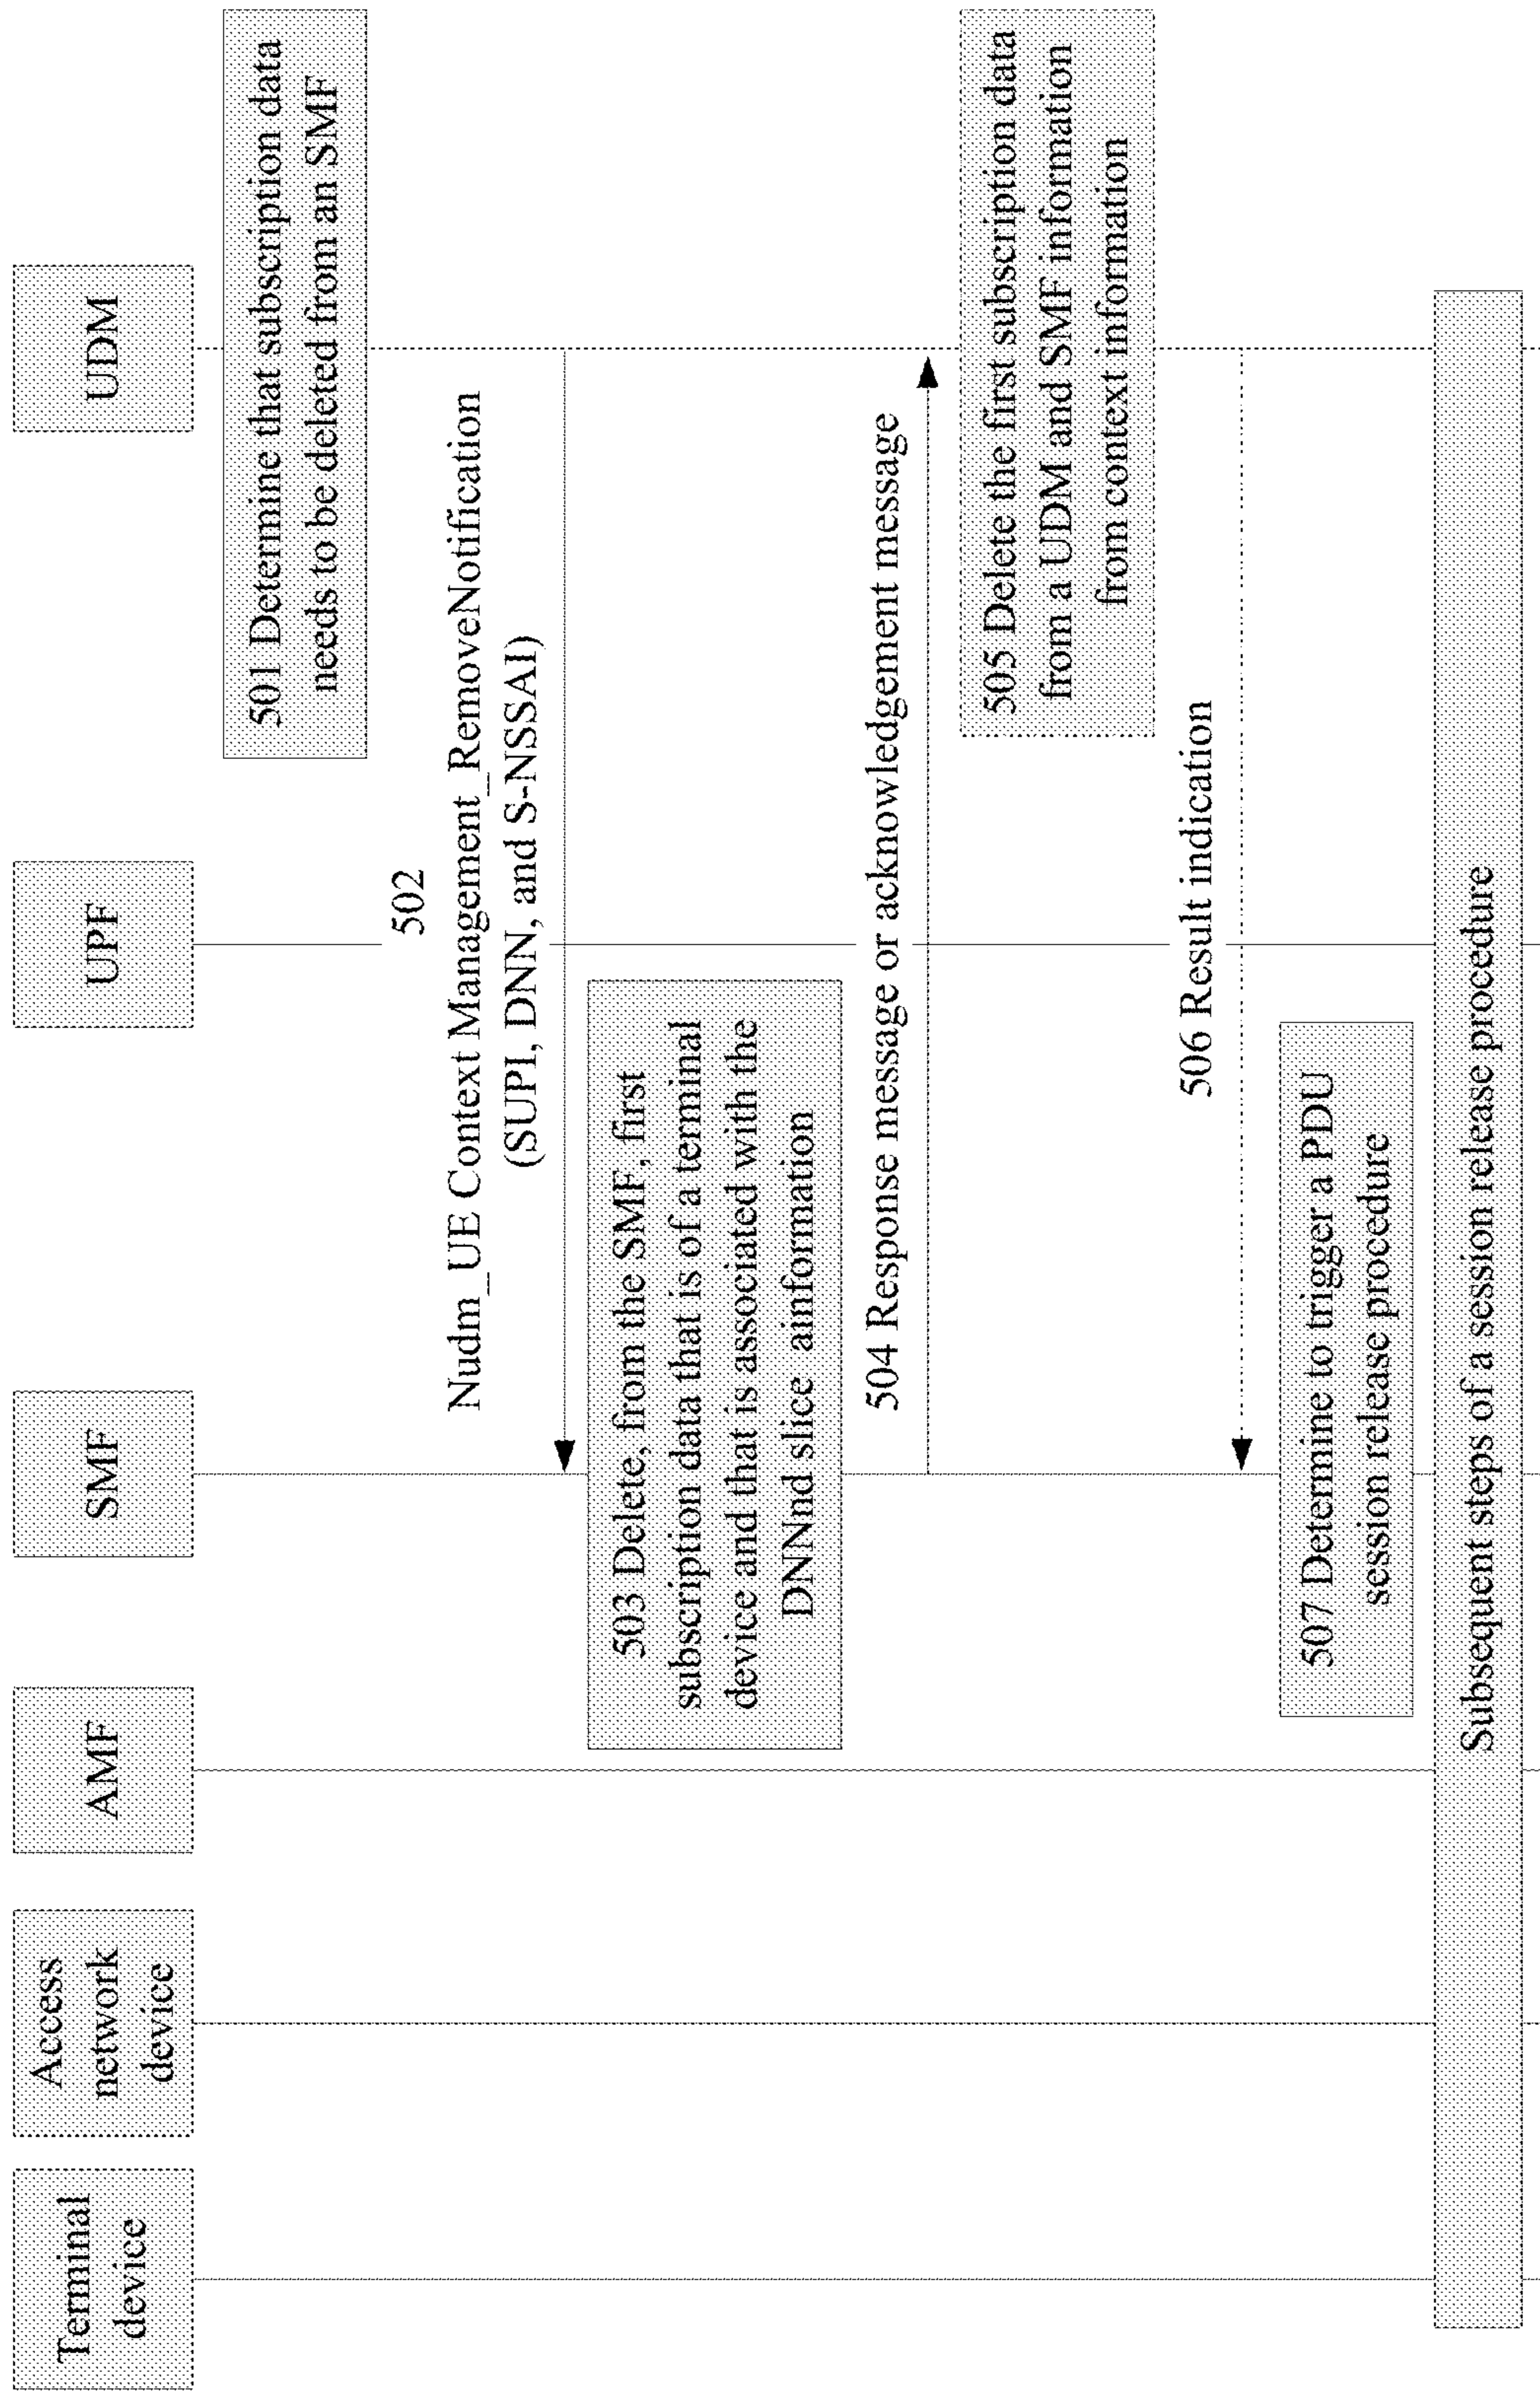 Terminal
device
Access
network
device
AMF
SMF
UPF
UDM
501 Determine that subscription data
needs to be deleted from an SMF
502
Nudm_UE Context Management_RemoveNotification
(SUPI, DNN, and S-NSSAI)
503 Delete, from the SMF, first
subscription data that is of a terminal
device and that is associated with the
DNNnd slice ainformation
504 Response message or acknowledgement message
505 Delete the first subscription data
from a UDM and SMF information
from context information
506 Result indication
507 Determine to trigger a PDU
session release procedure
Subsequent steps of a session release procedure